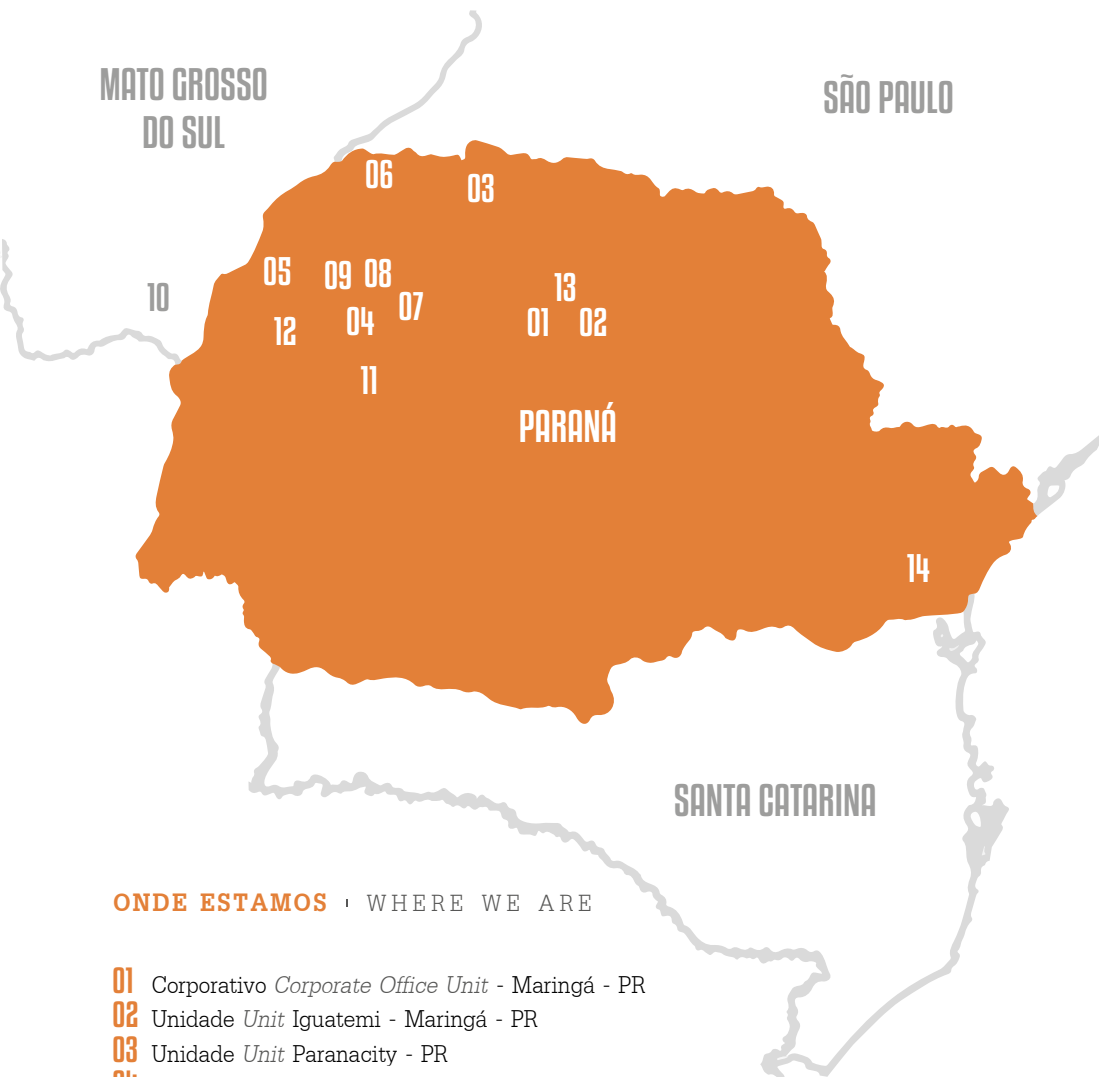 MATO GROSSO
DO SUL
SÃO PAULO
06
03
05
09
08
10
13
07
12
04
01
02
11
PARANÁ
14
SANTA CATARINA
ONDE ESTAMOS WHERE WE ARE
01 Corporativo Corporate Office Unit - Maringá - PR
02 Unidade Unit Iguatemi - Maringá - PR
03 Unidade Unit Paranacity - PR